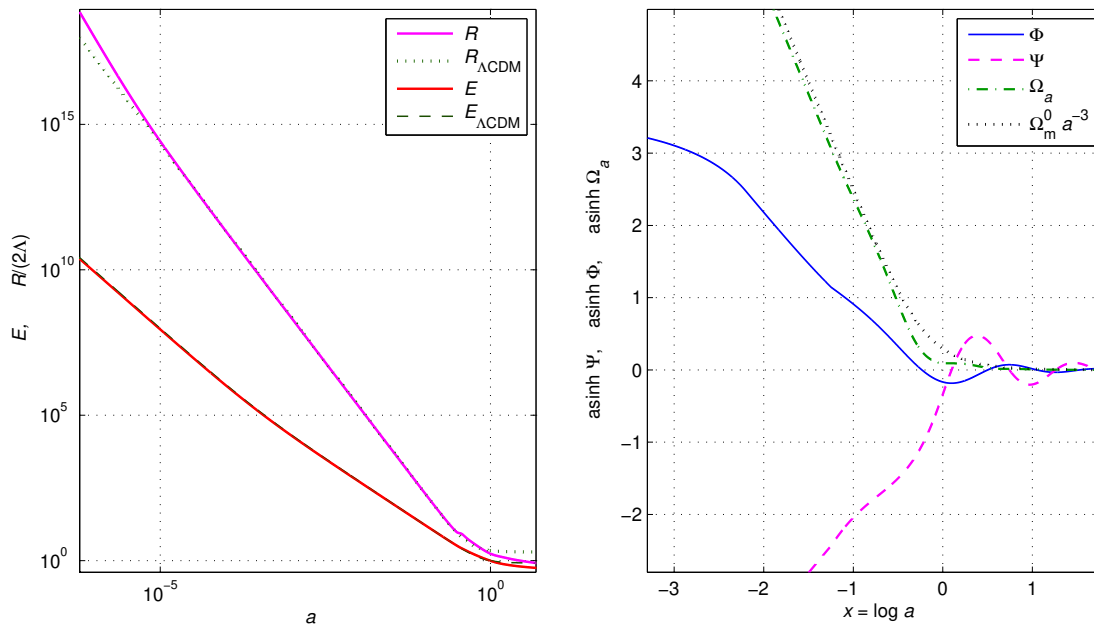 10^15
10^10
10^5
10^0
10^-5
10^0
a
E, R/(2Λ)
R
R_ΛCDM
E
E_ΛCDM
4
3
2
1
0
−1
−2
−3
−2
−1
0
1
x = log a
asinh Ψ, asinh Φ, asinh Ω_a
Φ
Ψ
Ω_a
Ω_m^0 a^-3